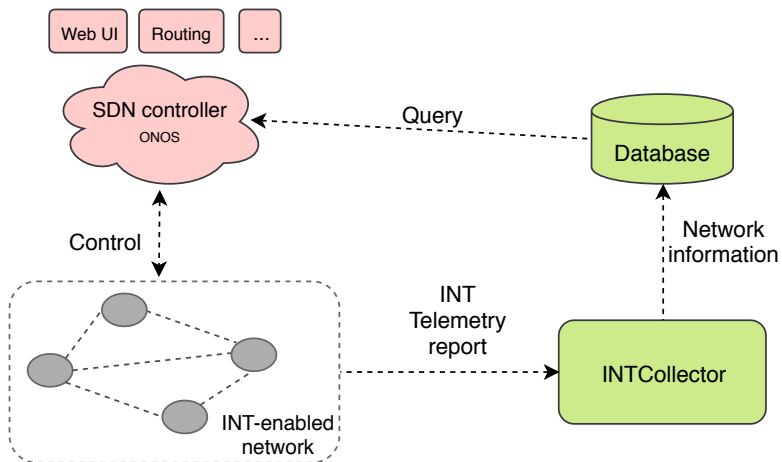 Web UI
Routing
...
SDN controller
ONOS
Query
Database
Control
Network
information
INT
Telemetry
report
INTCollector
INT-enabled
network